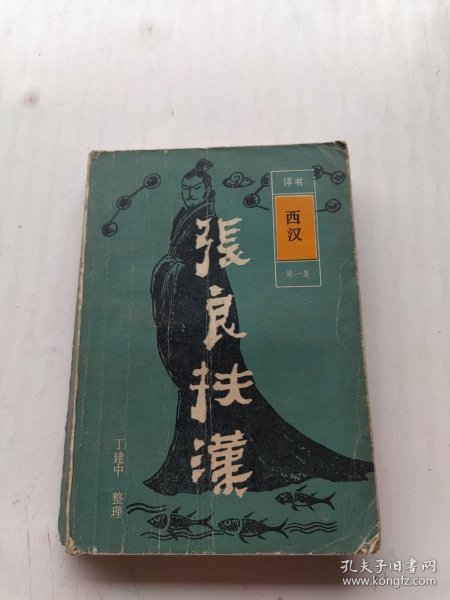 评书
西汉
第一集
張良扶漢
丁建中 整理
孔夫子旧书网
www.kongfz.com